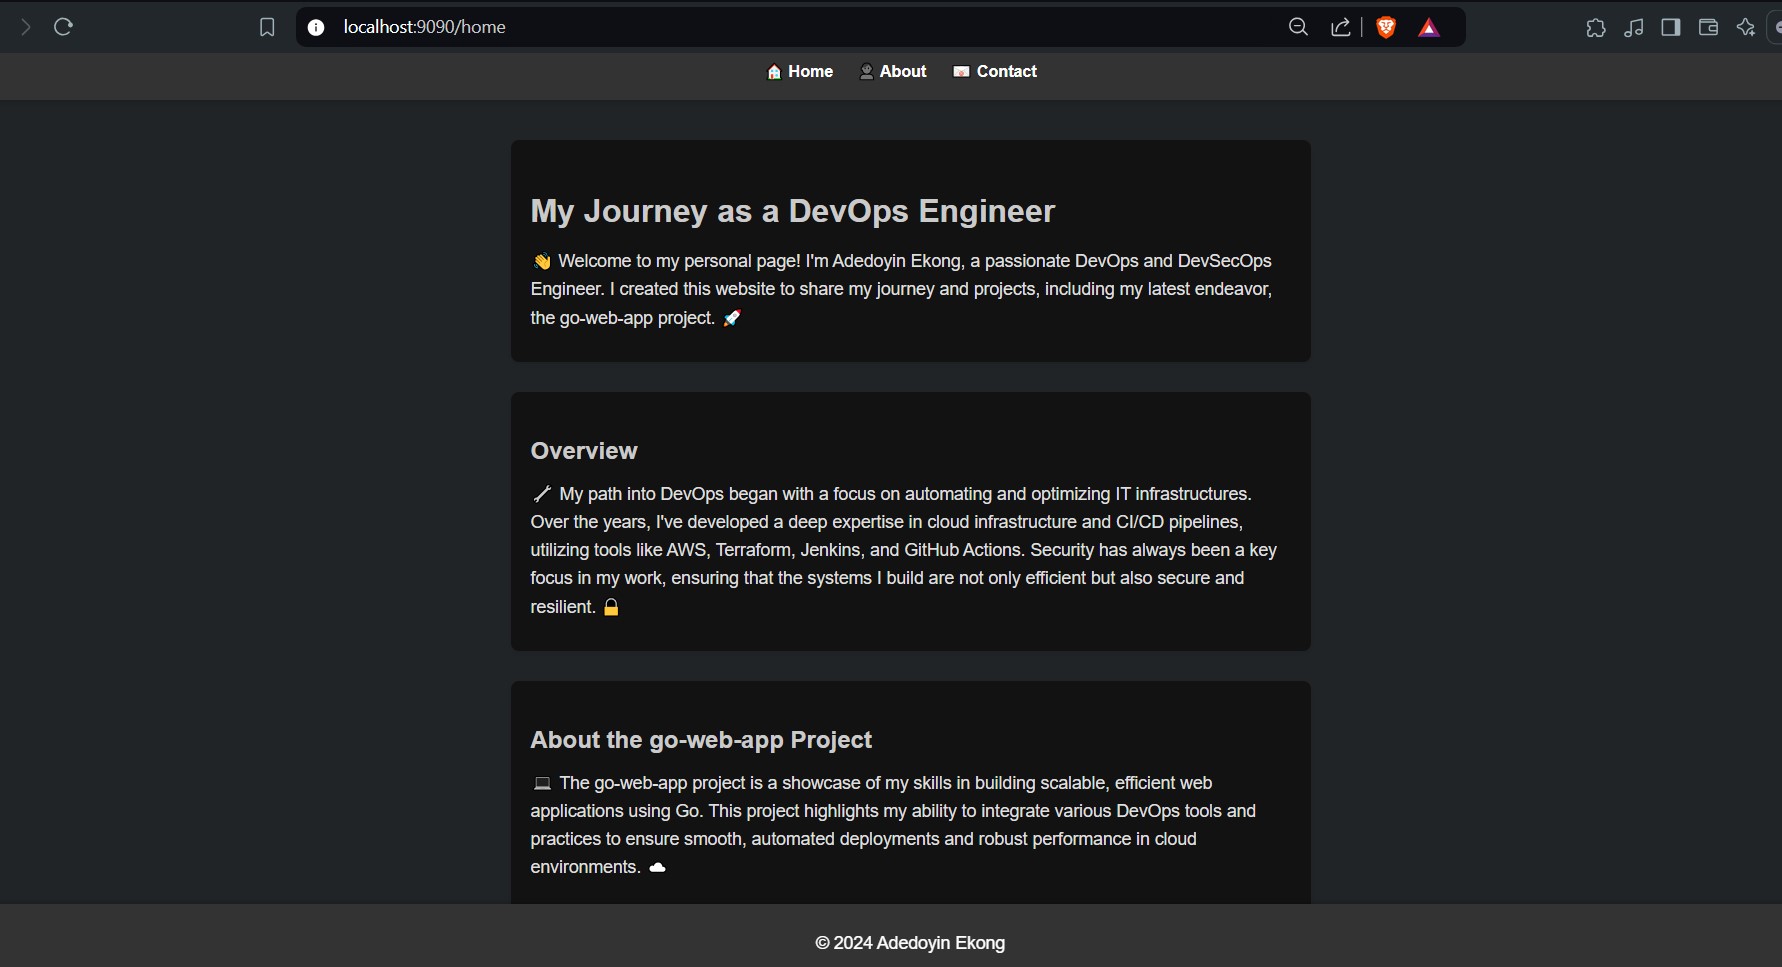 localhost:9090/home
🏠 Home 👤 About 💌 Contact
My Journey as a DevOps Engineer
👋 Welcome to my personal page! I'm Adedoyin Ekong, a passionate DevOps and DevSecOps
Engineer. I created this website to share my journey and projects, including my latest endeavor,
the go-web-app project. 🚀
Overview
🔧 My path into DevOps began with a focus on automating and optimizing IT infrastructures.
Over the years, I've developed a deep expertise in cloud infrastructure and CI/CD pipelines,
utilizing tools like AWS, Terraform, Jenkins, and GitHub Actions. Security has always been a key
focus in my work, ensuring that the systems I build are not only efficient but also secure and
resilient. 🔒
About the go-web-app Project
💻 The go-web-app project is a showcase of my skills in building scalable, efficient web
applications using Go. This project highlights my ability to integrate various DevOps tools and
practices to ensure smooth, automated deployments and robust performance in cloud
environments. ☁️
© 2024 Adedoyin Ekong